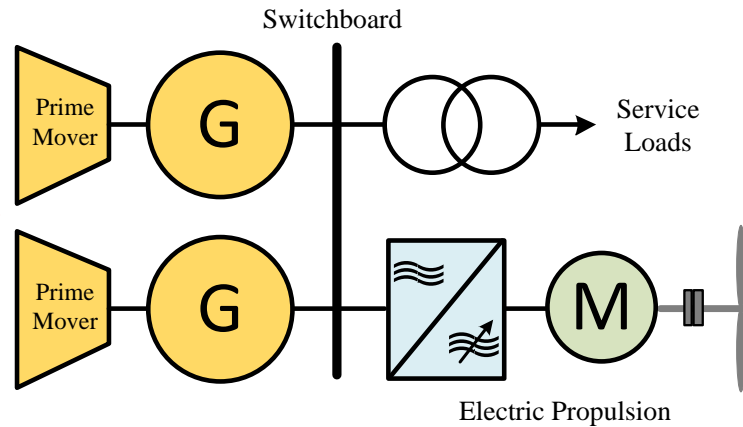 Switchboard
Prime
Mover
G
Service
Loads
Prime
Mover
G
M
Electric Propulsion